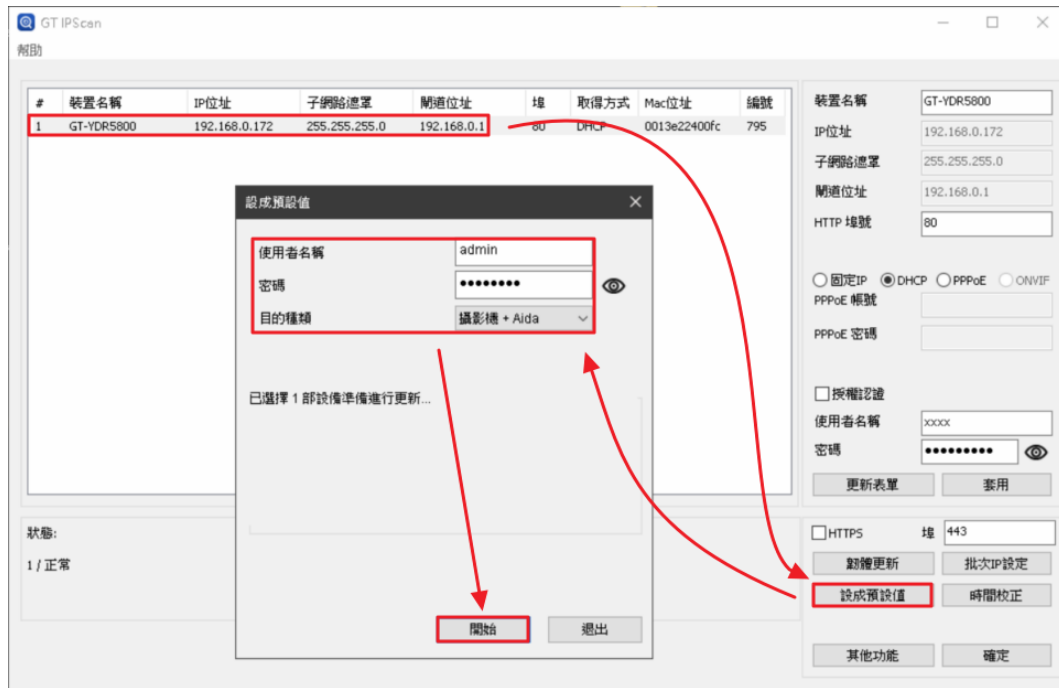 GT IPScan
幫助
# 裝置名稱 IP位址 子網路遮罩 閘道位址 埠 取得方式 Mac位址 編號
1 GT-YDR5800 192.168.0.172 255.255.255.0 192.168.0.1 80 DHCP 0013e22400fc 795
設成預設值
使用者名稱 admin
密碼 ••••••••
目的種類 攝影機 + Aida
已選擇 1 部設備準備進行更新...
開始 退出
狀態:
1 / 正常
裝置名稱 GT-YDR5800
IP位址 192.168.0.172
子網路遮罩 255.255.255.0
閘道位址 192.168.0.1
HTTP 埠號 80
固定IP DHCP PPPoE ONVIF
PPPoE 帳號
PPPoE 密碼
授權認證
使用者名稱 xxxx
密碼 •••••••••
更新表單 套用
HTTPS 埠 443
韌體更新 批次IP設定
設成預設值 時間校正
其他功能 確定